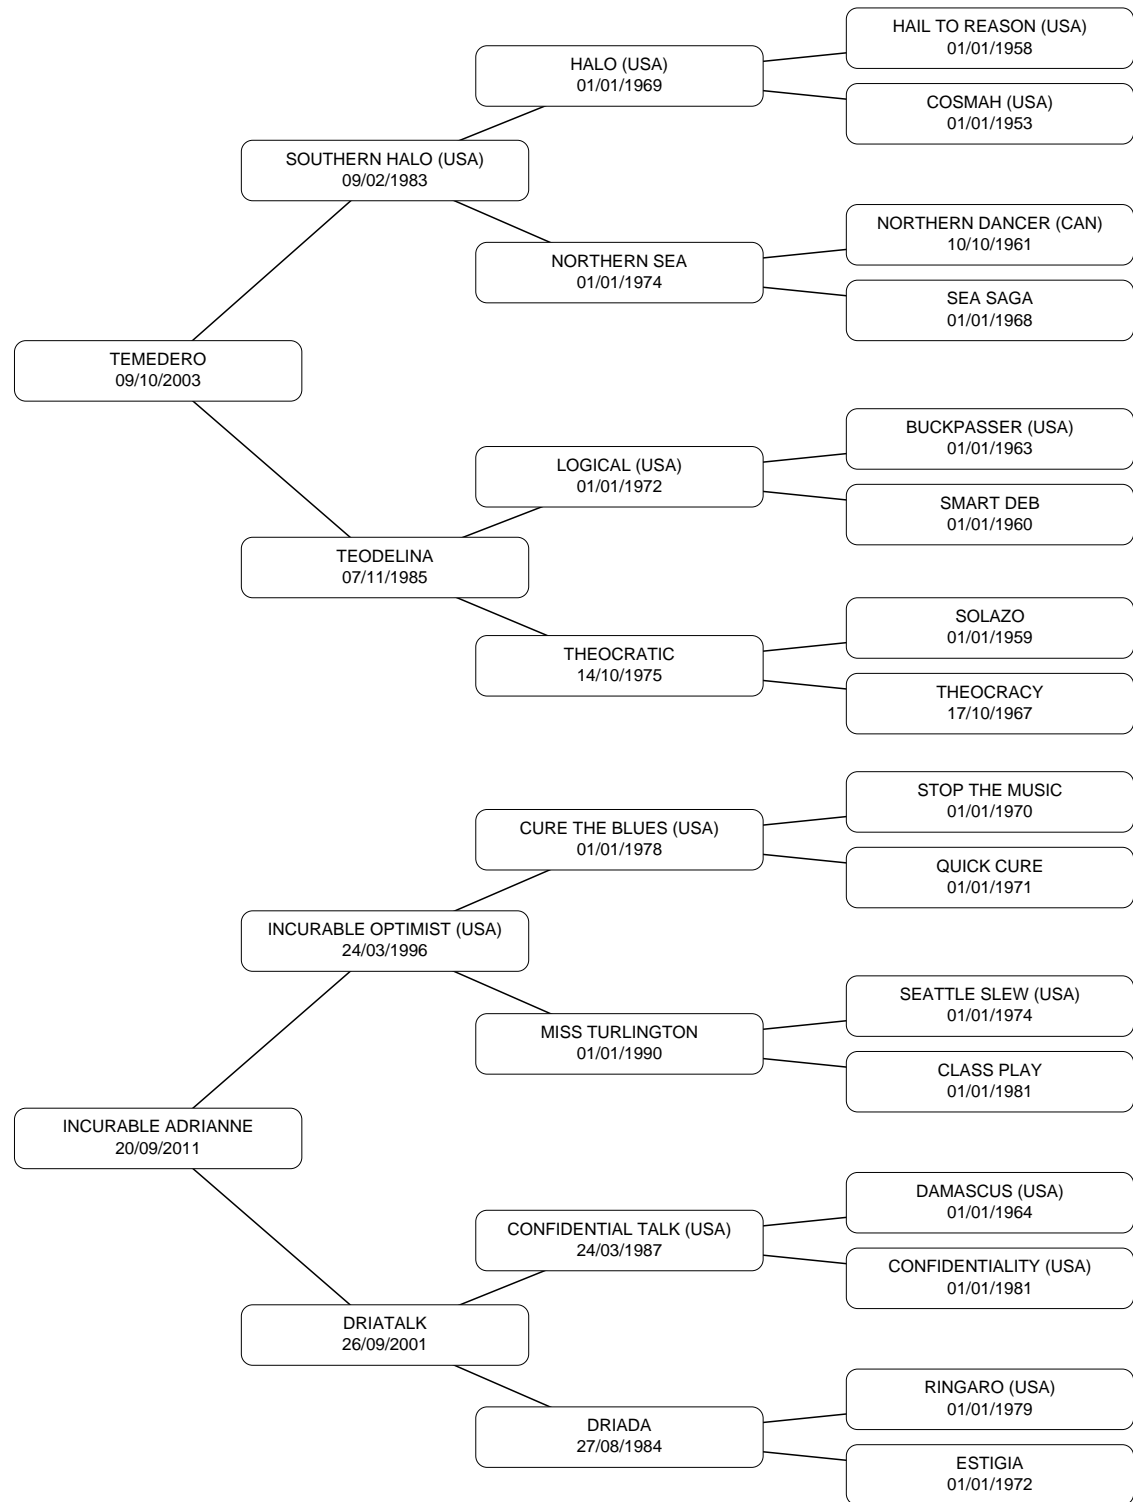 HAIL TO REASON (USA)
01/01/1958
HALO (USA)
01/01/1969
COSMAH (USA)
01/01/1953
SOUTHERN HALO (USA)
09/02/1983
NORTHERN DANCER (CAN)
10/10/1961
NORTHERN SEA
01/01/1974
SEA SAGA
01/01/1968
TEMEDERO
09/10/2003
BUCKPASSER (USA)
01/01/1963
LOGICAL (USA)
01/01/1972
SMART DEB
01/01/1960
TEODELINA
07/11/1985
SOLAZO
01/01/1959
THEOCRATIC
14/10/1975
THEOCRACY
17/10/1967
STOP THE MUSIC
01/01/1970
CURE THE BLUES (USA)
01/01/1978
QUICK CURE
01/01/1971
INCURABLE OPTIMIST (USA)
24/03/1996
SEATTLE SLEW (USA)
01/01/1974
MISS TURLINGTON
01/01/1990
CLASS PLAY
01/01/1981
INCURABLE ADRIANNE
20/09/2011
DAMASCUS (USA)
01/01/1964
CONFIDENTIAL TALK (USA)
24/03/1987
CONFIDENTIALITY (USA)
01/01/1981
DRIATALK
26/09/2001
RINGARO (USA)
01/01/1979
DRIADA
27/08/1984
ESTIGIA
01/01/1972